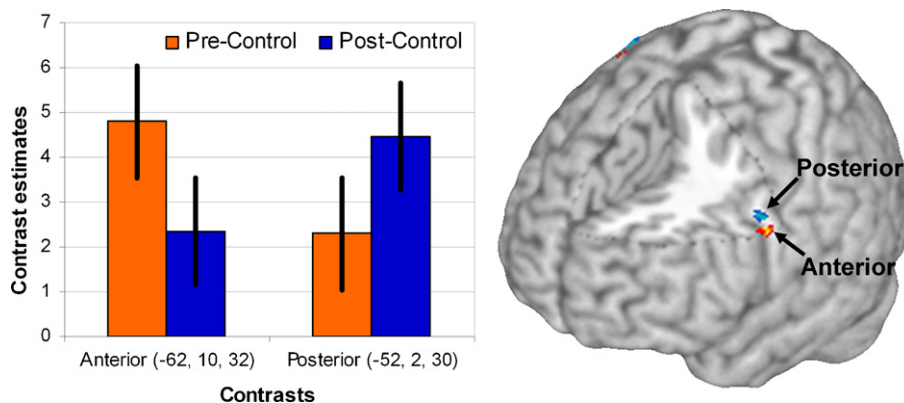 7
6
5
4
3
2
1
0
Contrast estimates
Pre-Control Post-Control
Anterior (-62, 10, 32) Posterior (-52, 2, 30)
Contrasts
Posterior
Anterior